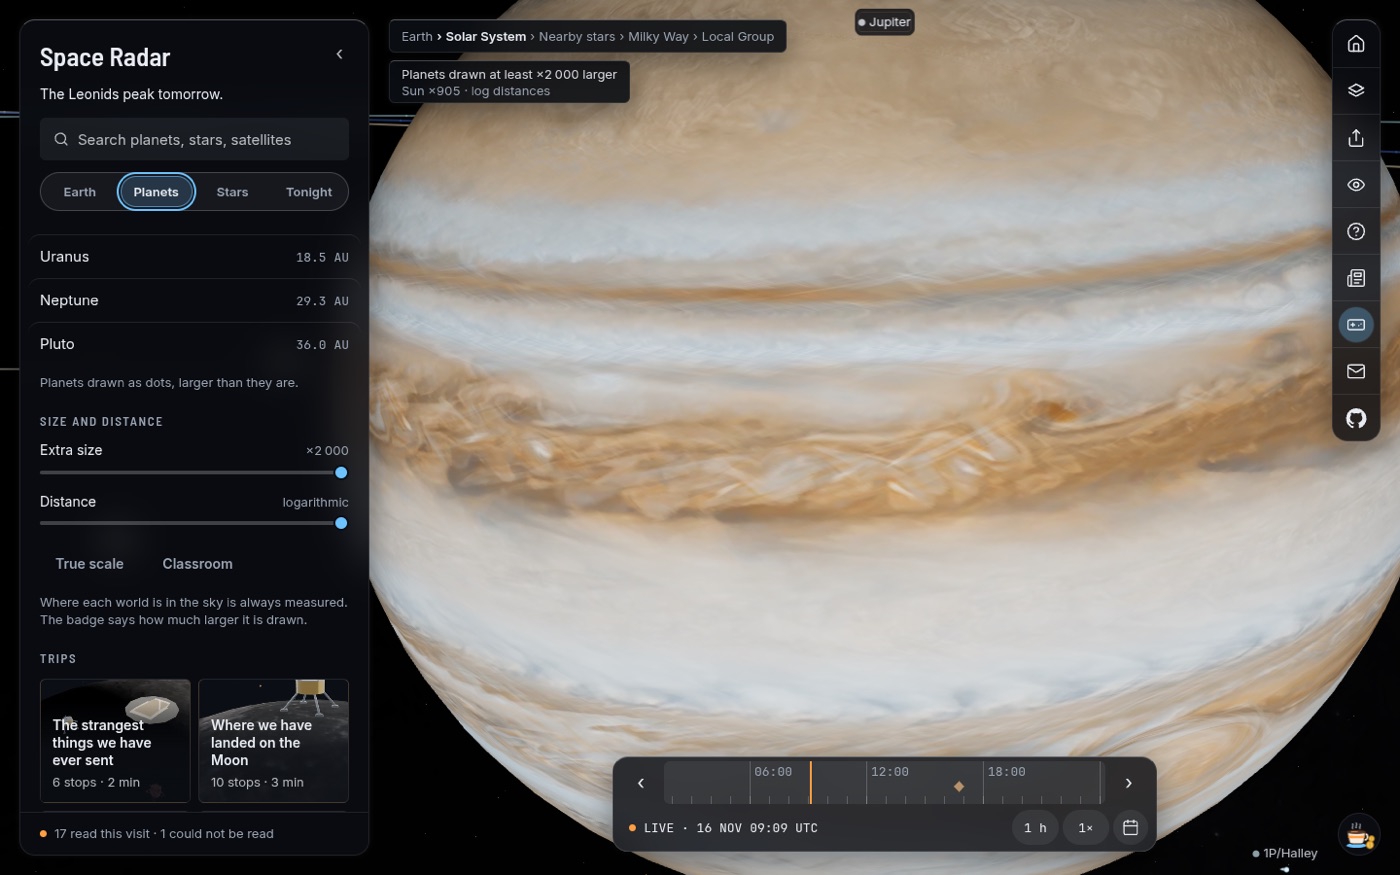 Space Radar
The Leonids peak tomorrow.
Search planets, stars, satellites
Earth Planets Stars Tonight
Uranus 18.5 AU
Neptune 29.3 AU
Pluto 36.0 AU
Planets drawn as dots, larger than they are.
SIZE AND DISTANCE
Extra size ×2 000
Distance logarithmic
True scale Classroom
Where each world is in the sky is always measured.
The badge says how much larger it is drawn.
TRIPS
The strangest
things we have
ever sent
6 stops · 2 min
Where we have
landed on the
Moon
10 stops · 3 min
17 read this visit · 1 could not be read
Earth › Solar System › Nearby stars › Milky Way › Local Group
Planets drawn at least ×2 000 larger
Sun ×905 · log distances
Jupiter
06:00 12:00 18:00
LIVE · 16 NOV 09:09 UTC 1 h 1×
1P/Halley